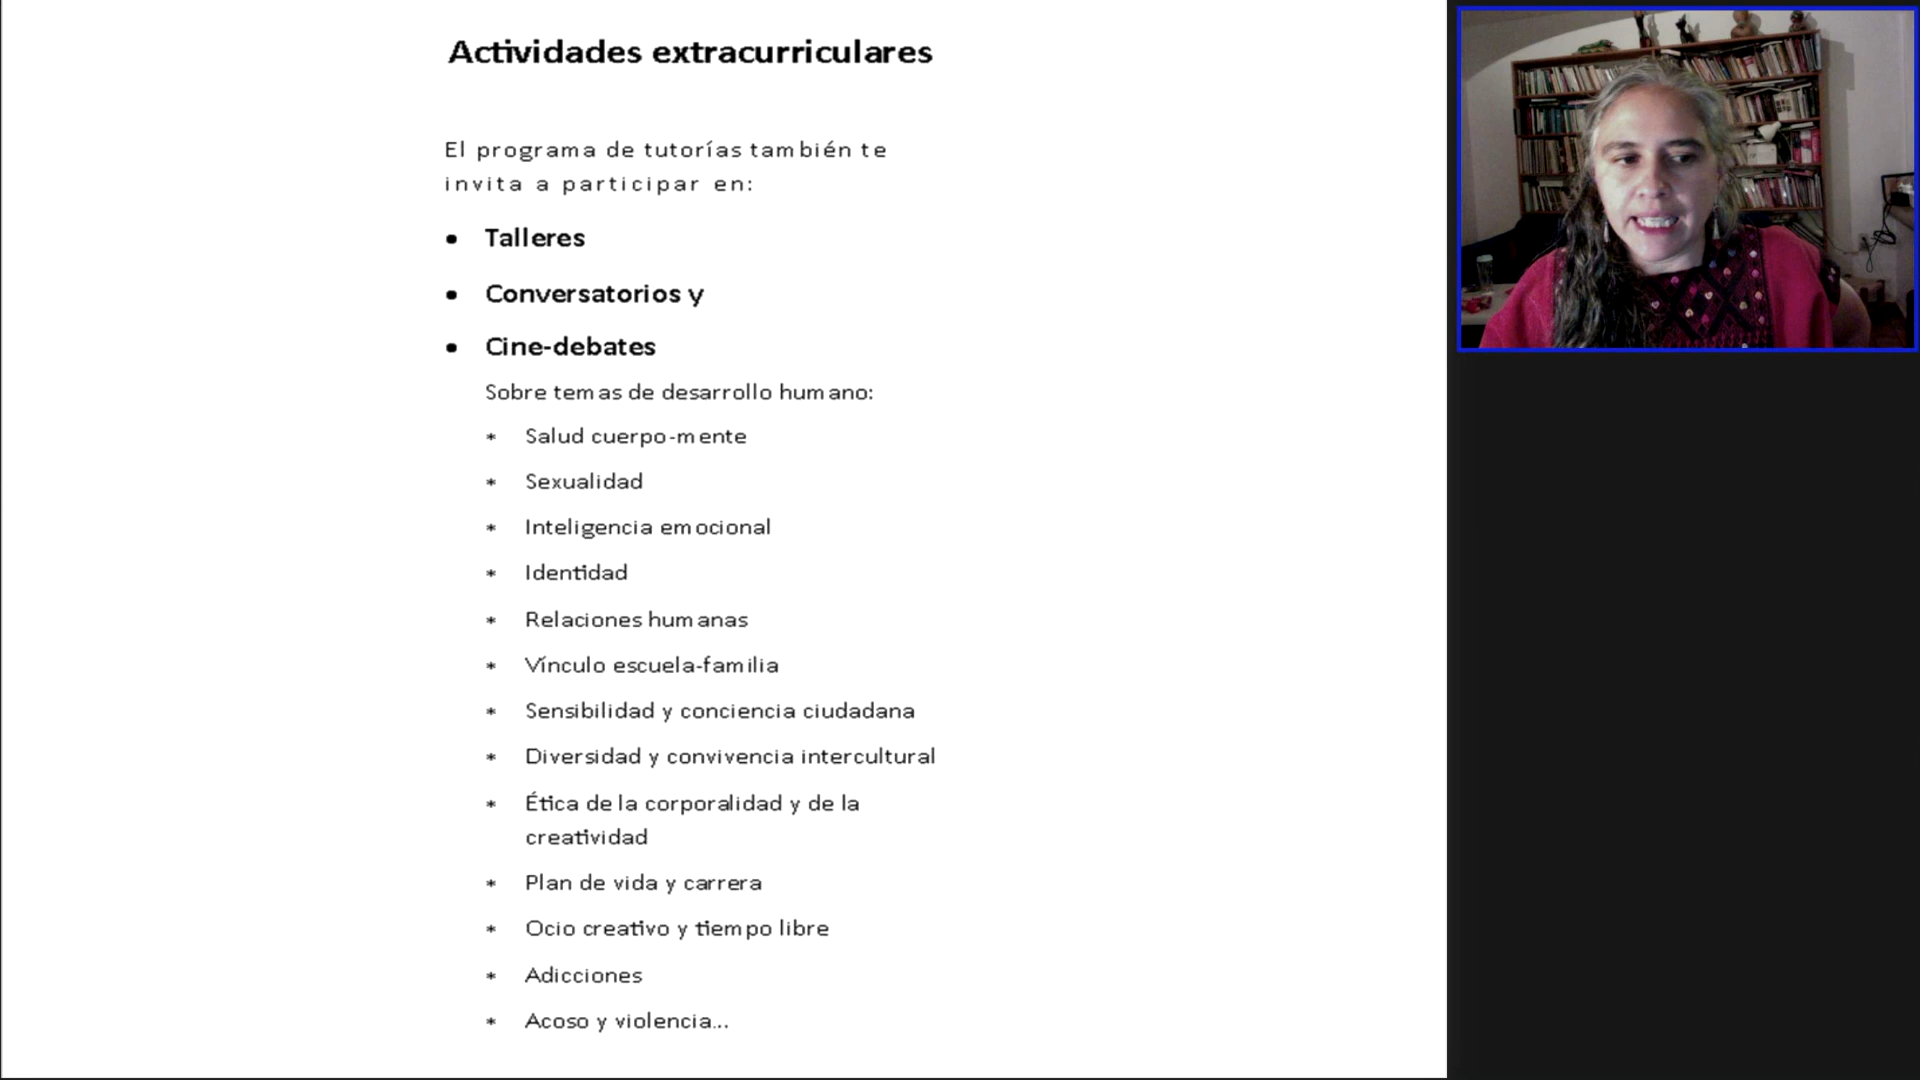 Actividades extracurriculares
El programa de tutorías también te
invita a participar en:
• Talleres
• Conversatorios y
• Cine-debates
Sobre temas de desarrollo humano:
* Salud cuerpo-mente
* Sexualidad
* Inteligencia emocional
* Identidad
* Relaciones humanas
* Vínculo escuela-familia
* Sensibilidad y conciencia ciudadana
* Diversidad y convivencia intercultural
* Ética de la corporalidad y de la
creatividad
* Plan de vida y carrera
* Ocio creativo y tiempo libre
* Adicciones
* Acoso y violencia...